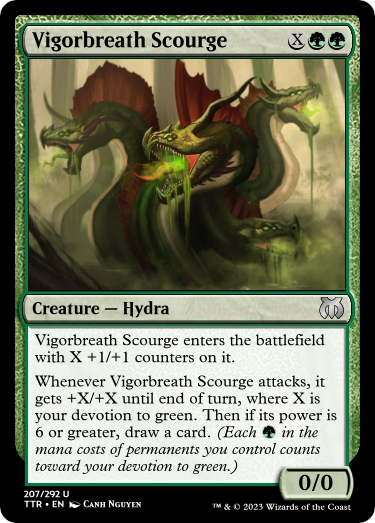 Vigorbreath Scourge X
Creature — Hydra
Vigorbreath Scourge enters the battlefield
with X +1/+1 counters on it.
Whenever Vigorbreath Scourge attacks, it
gets +X/+X until end of turn, where X is
your devotion to green. Then if its power is
6 or greater, draw a card. (Each in the
mana costs of permanents you control counts
toward your devotion to green.)
0/0
207/292 U
TTR • EN Canh Nguyen
™ & © 2023 Wizards of the Coast